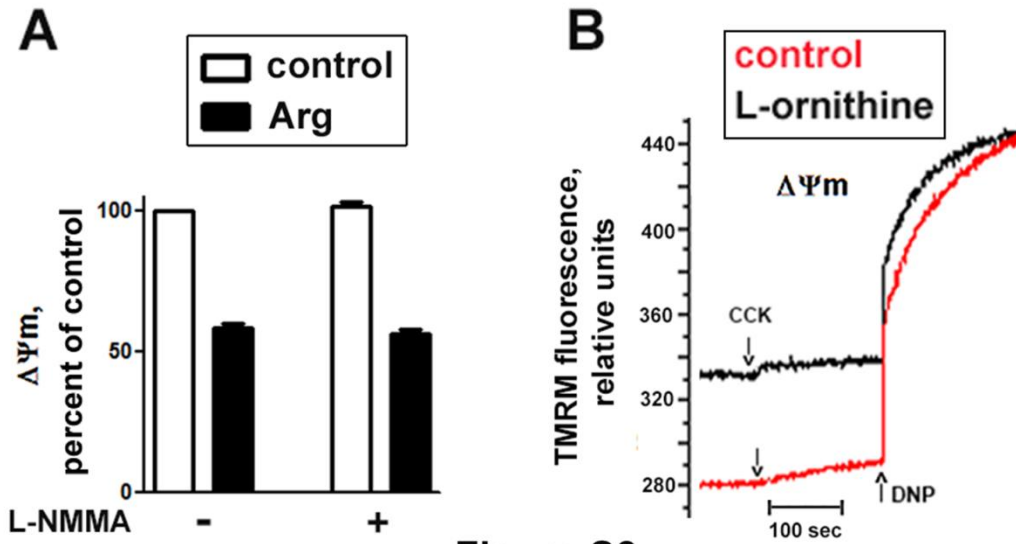 A
control
Arg
ΔΨm,
percent of control
100
50
0
L-NMMA - +
B
control
L-ornithine
TMRM fluorescence,
relative units
440
400
360
320
280
ΔΨm
CCK
DNP
100 sec